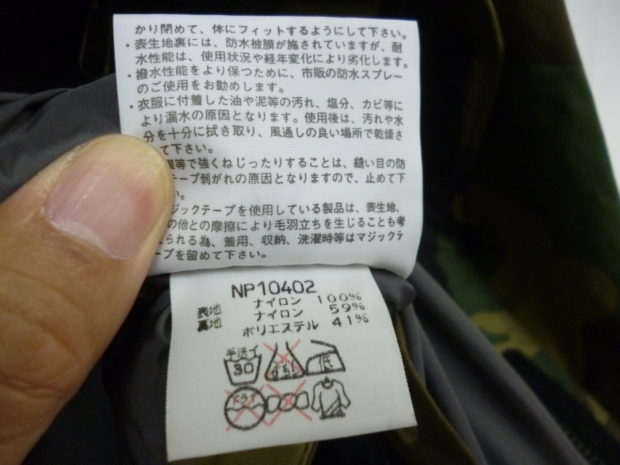 かり閉めて、体にフィットするようにして下さい。
・表生地裏には、防水被膜が施されていますが、耐
水性能は、使用状況や経年変化により劣化します。
・撥水性能をより保つために、市販の防水スプレー
のご使用をお勧めします。
・衣服に付着した油や泥等の汚れ、塩分、カビ等に
より漏水の原因となります。使用後は、汚れや水
分を十分に拭き取り、風通しの良い場所で乾燥さ
て下さい。
濯等で強くねじったりすることは、縫い目の防
テープ剥がれの原因となりますので、止めて下
い。
マジックテープを使用している製品は、表生地、
の他との摩擦により毛羽立ちを生じることも考
られる為、着用、収納、洗濯時等はマジックテ
ープを留めて下さい。
NP10402
表地 ナイロン 100%
裏地 ナイロン 59%
ポリエステル 41%
手洗イ
30
ドライ